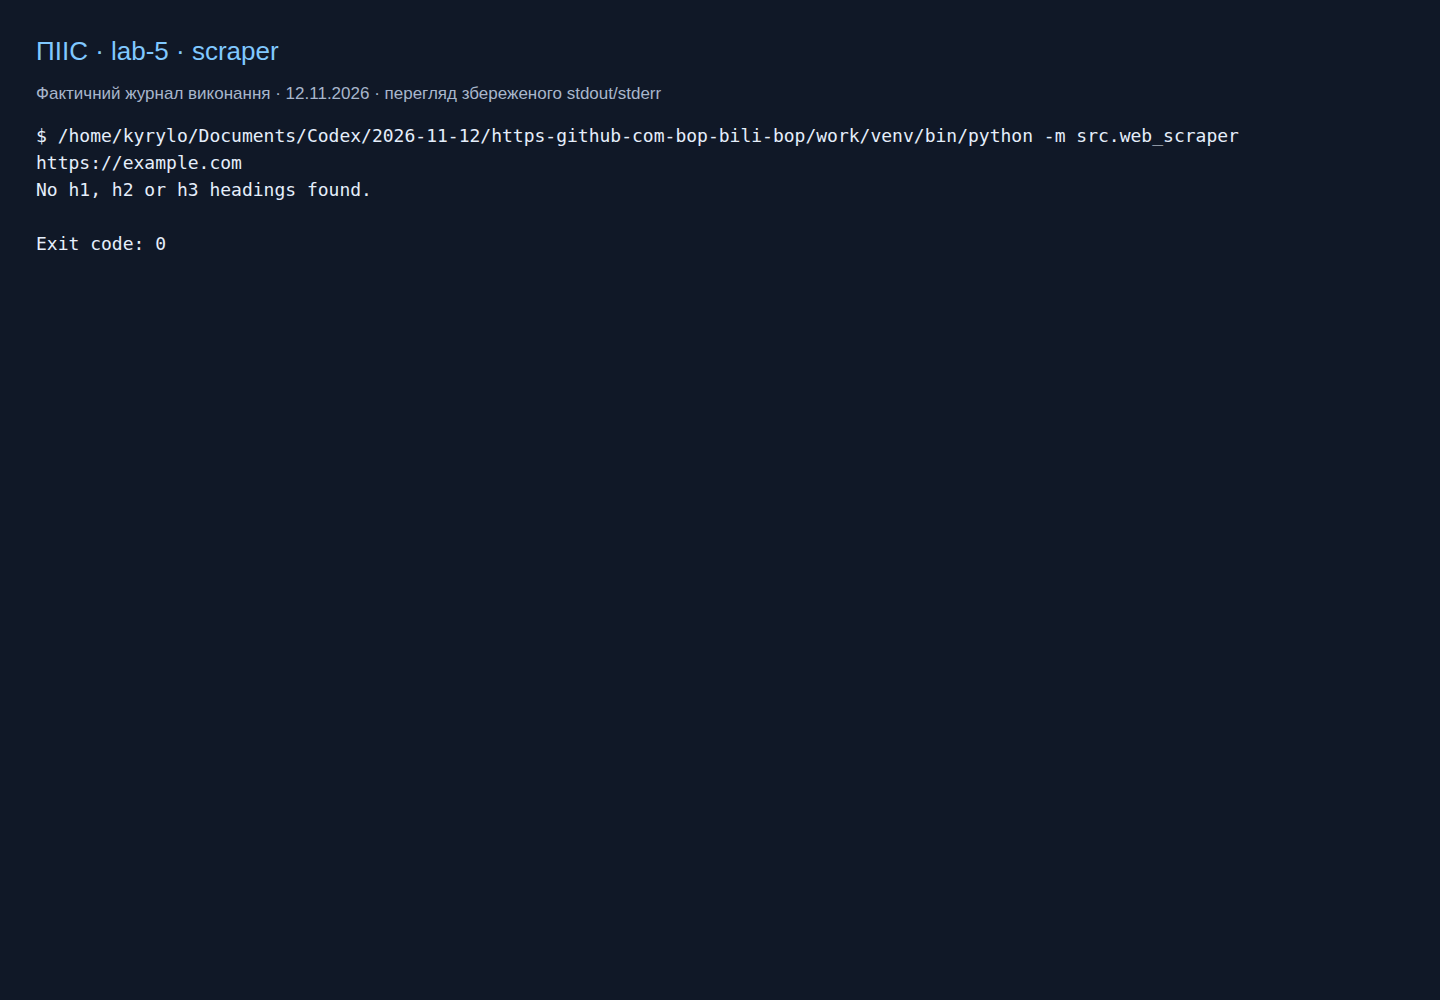 ПІІС · lab-5 · scraper
Фактичний журнал виконання · 12.11.2026 · перегляд збереженого stdout/stderr
$ /home/kyrylo/Documents/Codex/2026-11-12/https-github-com-bop-bili-bop/work/venv/bin/python -m src.web_scraper
https://example.com
No h1, h2 or h3 headings found.
Exit code: 0